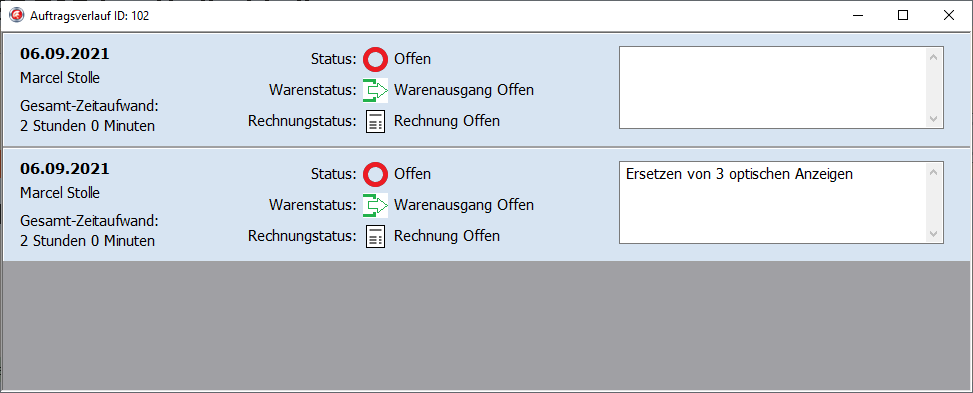 Auftragsverlauf ID: 102
06.09.2021
Marcel Stolle
Gesamt-Zeitaufwand:
2 Stunden 0 Minuten
Status: Offen
Warenstatus: Warenausgang Offen
Rechnungstatus: Rechnung Offen
06.09.2021
Marcel Stolle
Gesamt-Zeitaufwand:
2 Stunden 0 Minuten
Status: Offen
Warenstatus: Warenausgang Offen
Rechnungstatus: Rechnung Offen
Ersetzen von 3 optischen Anzeigen